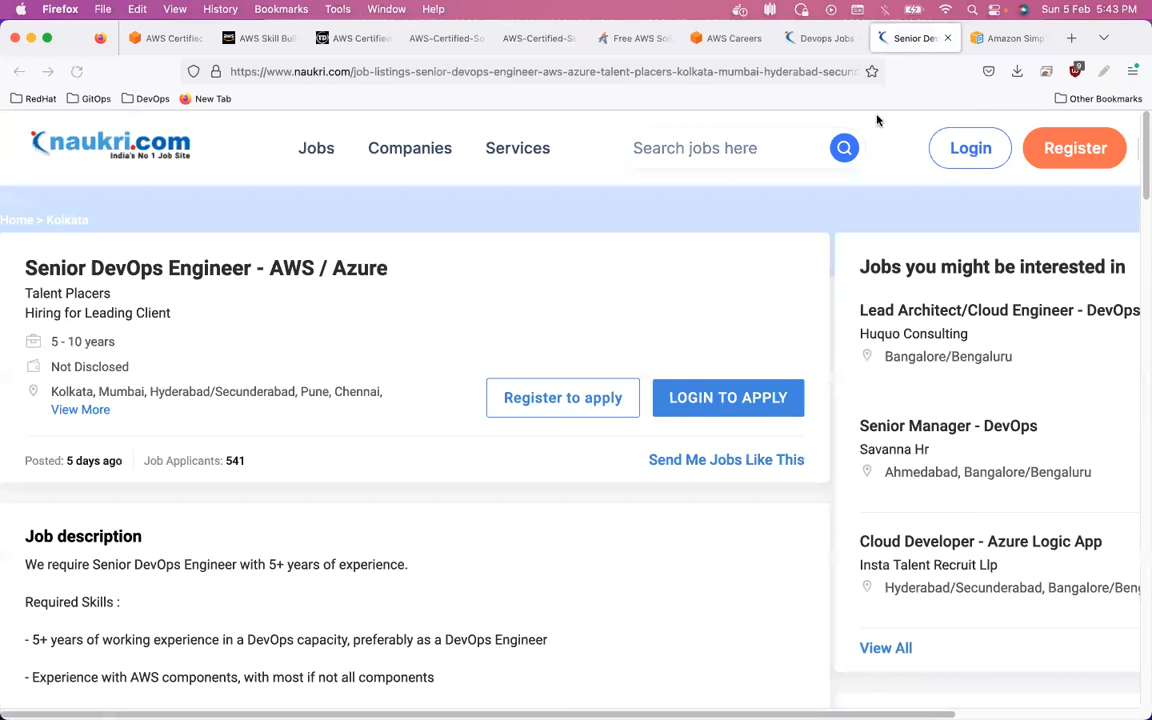 Firefox File Edit View History Bookmarks Tools Window Help Sun 5 Feb 5:43 PM
AWS Certified AWS Skill Buil AWS Certified AWS-Certified-So AWS-Certified-Sa Free AWS Sol AWS Careers Devops Jobs Senior De Amazon Simp
https://www.naukri.com/job-listings-senior-devops-engineer-aws-azure-talent-placers-kolkata-mumbai-hyderabad-secun
9
RedHat GitOps DevOps New Tab Other Bookmarks
naukri.com
India's No 1 Job Site
Jobs Companies Services Search jobs here Login Register
Home > Kolkata
Senior DevOps Engineer - AWS / Azure
Talent Placers
Hiring for Leading Client
5 - 10 years
Not Disclosed
Kolkata, Mumbai, Hyderabad/Secunderabad, Pune, Chennai,
View More
Register to apply LOGIN TO APPLY
Posted: 5 days ago Job Applicants: 541 Send Me Jobs Like This
Job description
We require Senior DevOps Engineer with 5+ years of experience.
Required Skills :
- 5+ years of working experience in a DevOps capacity, preferably as a DevOps Engineer
- Experience with AWS components, with most if not all components
Jobs you might be interested in
Lead Architect/Cloud Engineer - DevOps
Huquo Consulting
Bangalore/Bengaluru
Senior Manager - DevOps
Savanna Hr
Ahmedabad, Bangalore/Bengaluru
Cloud Developer - Azure Logic App
Insta Talent Recruit Llp
Hyderabad/Secunderabad, Bangalore/Beng
View All